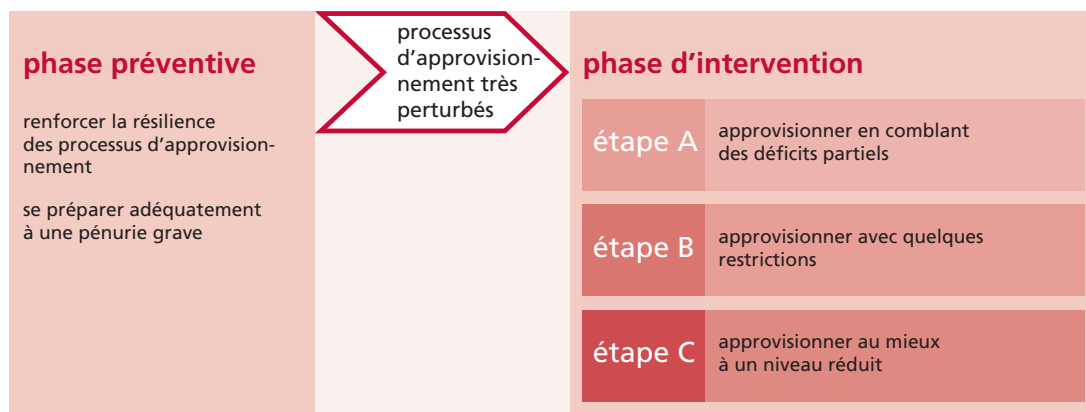 phase préventive
renforcer la résilience
des processus d'approvision-
nement
se préparer adéquatement
à une pénurie grave
processus
d'approvision-
nement très
perturbés
phase d'intervention
étape A
approvisionner en comblant
des déficits partiels
étape B
approvisionner avec quelques
restrictions
étape C
approvisionner au mieux
à un niveau réduit